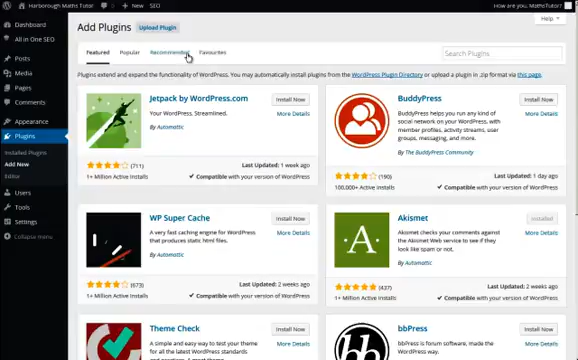 Harborough MathsTutor!
+ New
SEO
How are you, MathsTutor?
Dashboard
All in One SEO
Posts
Media
Pages
Comments
Appearance
Plugins
Installed Plugins
Add New
Editor
Users
Tools
Settings
Collapse menu
Add Plugins
Upload Plugin
Help
Featured
Popular
Recommended
Favourites
Search Plugins
Plugins extend and expand the functionality of WordPress. You may automatically install plugins from the WordPress Plugin Directory or upload a plugin in .zip format via this page.
Jetpack by WordPress.com
Install Now
Your WordPress, Streamlined.
More Details
By Automattic
(711)
Last Updated: 1 week ago
1+ Million Active Installs
Compatible with your version of WordPress
BuddyPress
Install Now
BuddyPress helps you run any kind of social network on your WordPress, with member profiles, activity streams, user groups, messaging, and more.
More Details
By The BuddyPress Community
(190)
Last Updated: 1 day ago
100,000+ Active Installs
Compatible with your version of WordPress
WP Super Cache
Install Now
A very fast caching engine for WordPress that produces static html files.
More Details
By Automattic
(673)
Last Updated: 2 weeks ago
1+ Million Active Installs
Compatible with your version of WordPress
A
Akismet
Installed
Akismet checks your comments against the Akismet Web service to see if they look like spam or not.
More Details
By Automattic
(437)
Last Updated: 2 weeks ago
1+ Million Active Installs
Compatible with your version of WordPress
Theme Check
Install Now
A simple and easy way to test your theme for all the latest WordPress standards
More Details
bbPress
Install Now
bbPress is forum software, made the WordPress way.
More Details